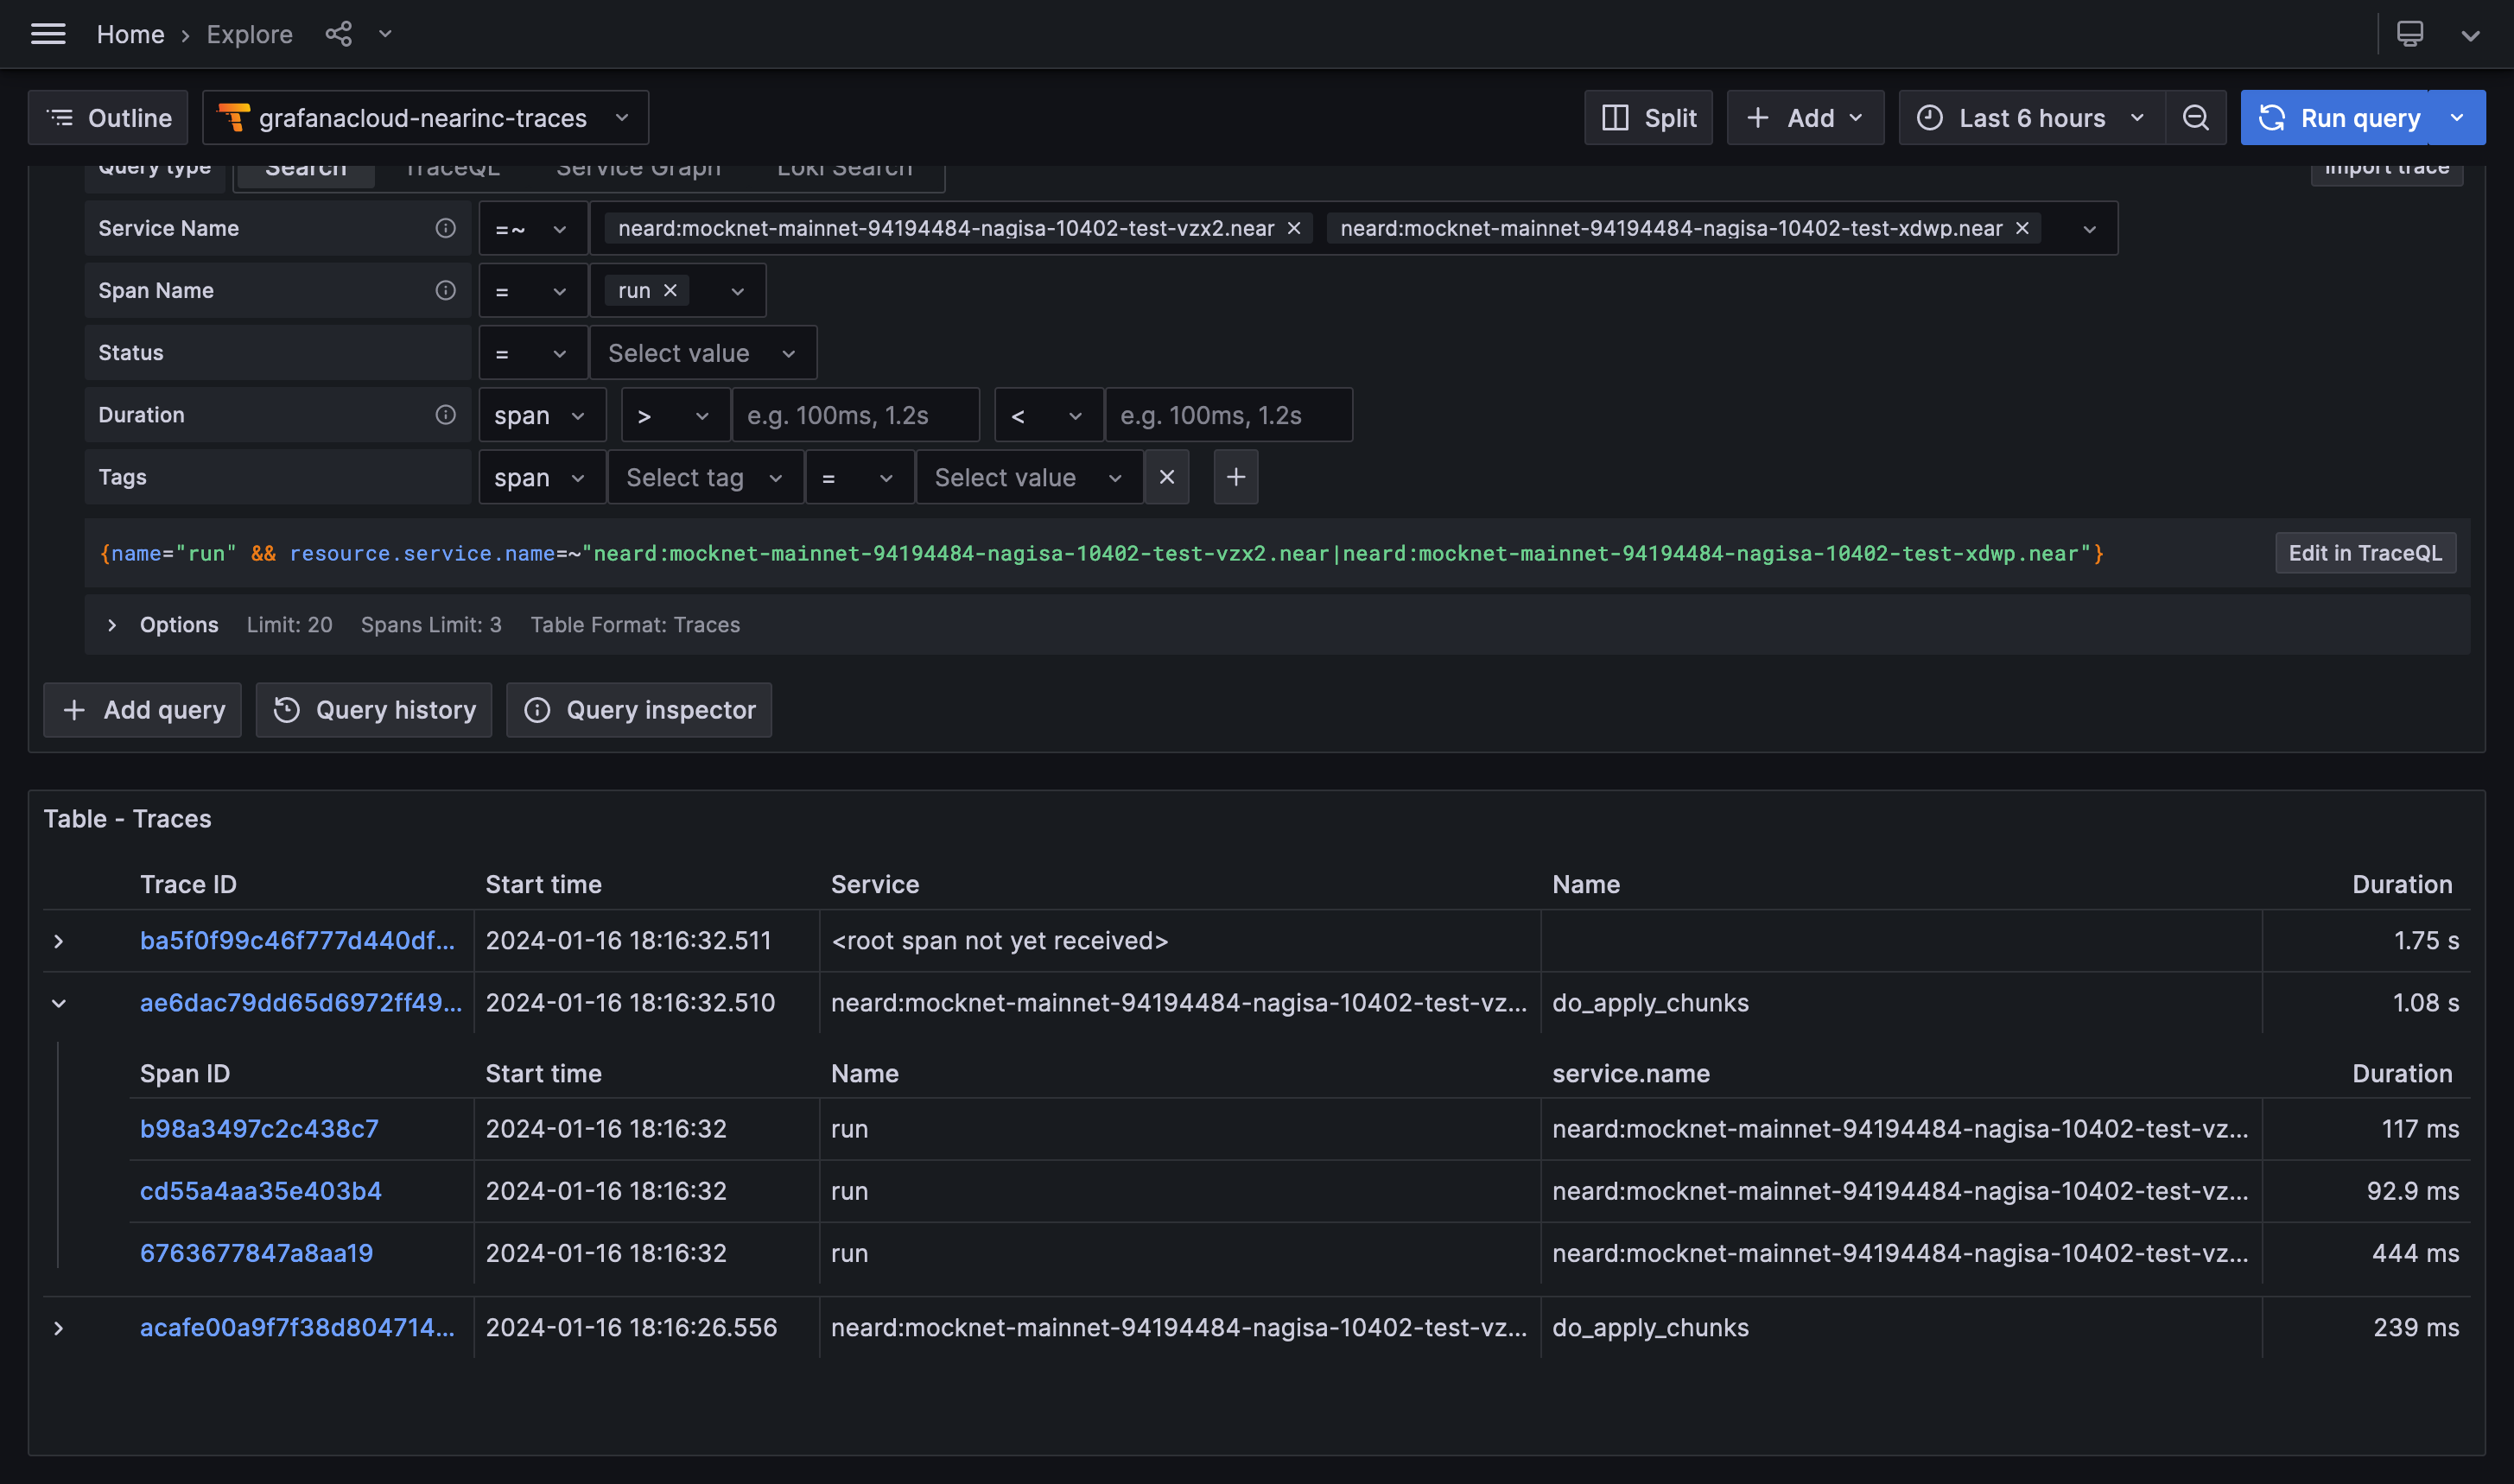 Home › Explore
Outline grafanacloud-nearinc-traces Split + Add Last 6 hours Run query
Query type Search TraceQL Service Graph Loki Search Import trace
Service Name =~ neard:mocknet-mainnet-94194484-nagisa-10402-test-vzx2.near × neard:mocknet-mainnet-94194484-nagisa-10402-test-xdwp.near ×
Span Name = run ×
Status = Select value
Duration span > e.g. 100ms, 1.2s < e.g. 100ms, 1.2s
Tags span Select tag = Select value × +
{name="run" && resource.service.name=~"neard:mocknet-mainnet-94194484-nagisa-10402-test-vzx2.near|neard:mocknet-mainnet-94194484-nagisa-10402-test-xdwp.near"} Edit in TraceQL
Options Limit: 20 Spans Limit: 3 Table Format: Traces
+ Add query Query history Query inspector
Table - Traces
Trace ID Start time Service Name Duration
ba5f0f99c46f777d440df... 2024-01-16 18:16:32.511 <root span not yet received> 1.75 s
ae6dac79dd65d6972ff49... 2024-01-16 18:16:32.510 neard:mocknet-mainnet-94194484-nagisa-10402-test-vz... do_apply_chunks 1.08 s
Span ID Start time Name service.name Duration
b98a3497c2c438c7 2024-01-16 18:16:32 run neard:mocknet-mainnet-94194484-nagisa-10402-test-vz... 117 ms
cd55a4aa35e403b4 2024-01-16 18:16:32 run neard:mocknet-mainnet-94194484-nagisa-10402-test-vz... 92.9 ms
6763677847a8aa19 2024-01-16 18:16:32 run neard:mocknet-mainnet-94194484-nagisa-10402-test-vz... 444 ms
acafe00a9f7f38d804714... 2024-01-16 18:16:26.556 neard:mocknet-mainnet-94194484-nagisa-10402-test-vz... do_apply_chunks 239 ms